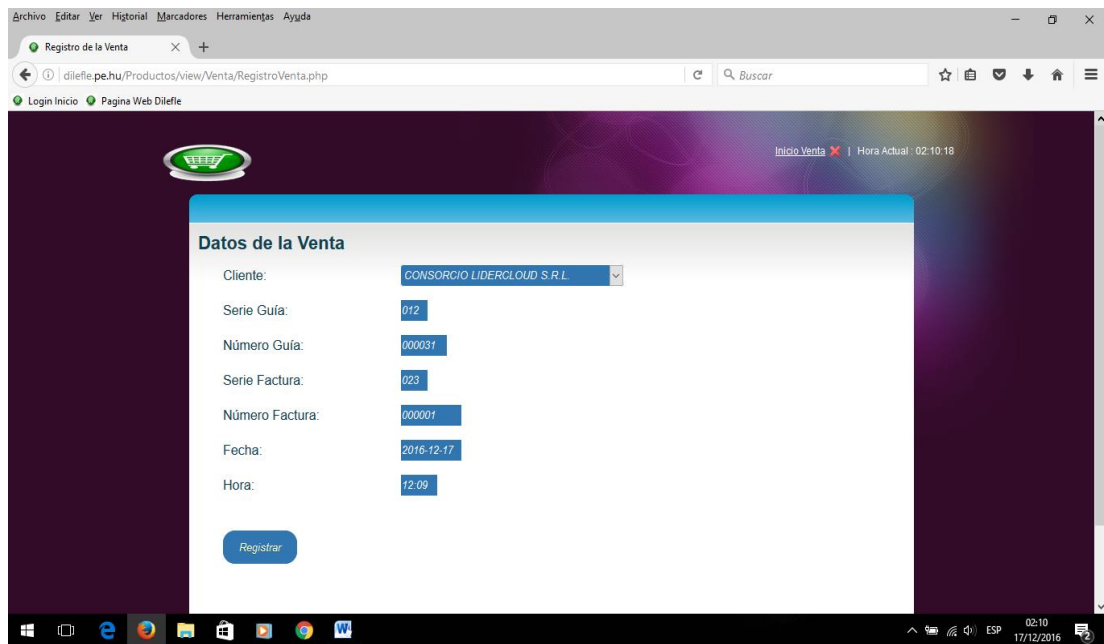 Archivo Editar Ver Historial Marcadores Herramientas Ayuda
Registro de la Venta
dilefle.pe.hu/Productos/view/Venta/RegistroVenta.php
Buscar
Login Inicio Pagina Web Dilefle
Inicio Venta | Hora Actual : 02:10:18
Datos de la Venta
Cliente: CONSORCIO LIDERCLOUD S.R.L.
Serie Guía: 012
Número Guía: 000031
Serie Factura: 023
Número Factura: 000001
Fecha: 2016-12-17
Hora: 12:09
Registrar
ESP
02:10
17/12/2016